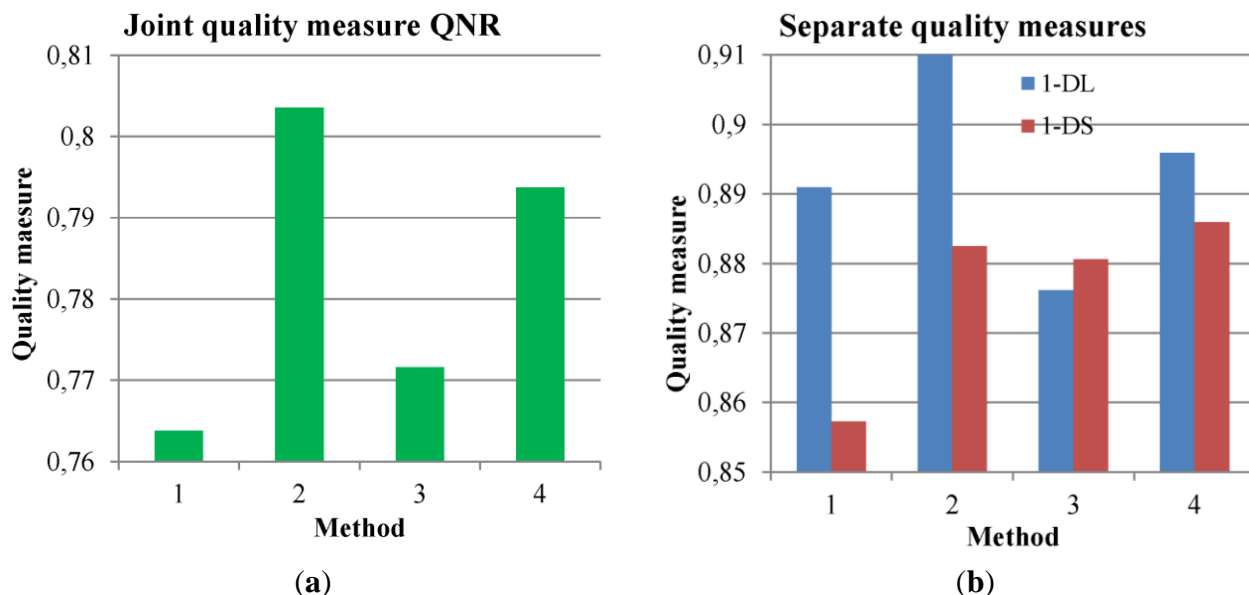 Joint quality measure QNR
0,81
0,8
0,79
0,78
0,77
0,76
Quality maesure
1
2
3
4
Method
(a)
Separate quality measures
0,91
0,9
0,89
0,88
0,87
0,86
0,85
Quality measure
1-DL
1-DS
1
2
3
4
Method
(b)